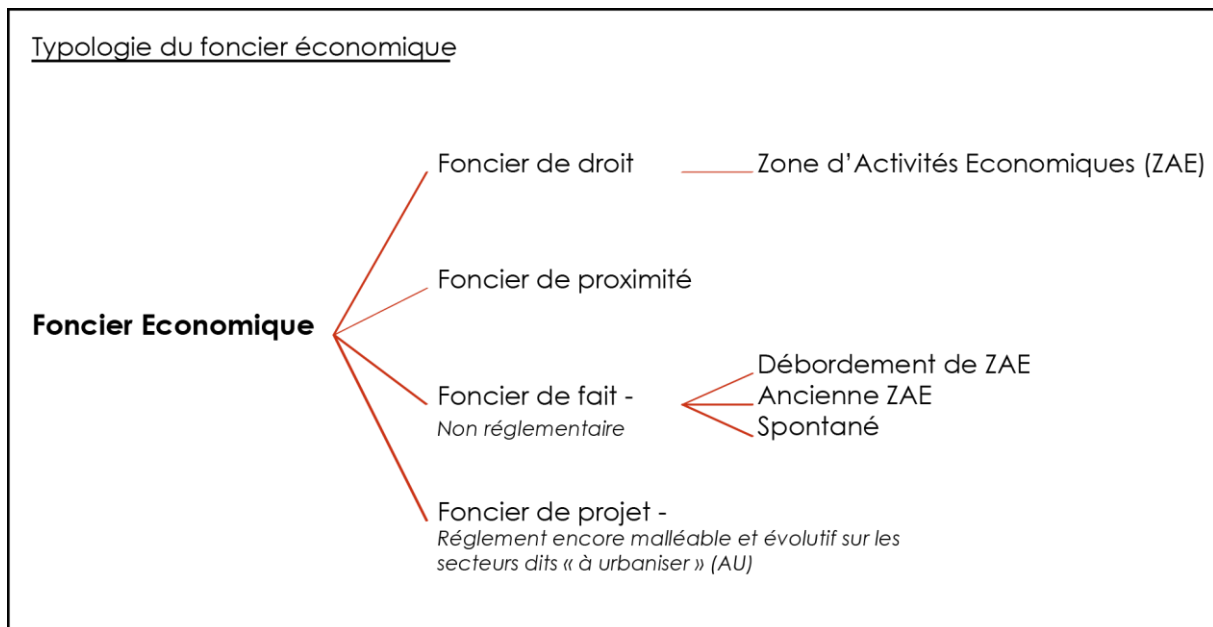 Typologie du foncier économique
Foncier de droit
Zone d'Activités Economiques (ZAE)
Foncier de proximité
Foncier Economique
Débordement de ZAE
Foncier de fait -
Ancienne ZAE
Non réglementaire
Spontané
Foncier de projet -
Réglement encore malléable et évolutif sur les
secteurs dits « à urbaniser » (AU)